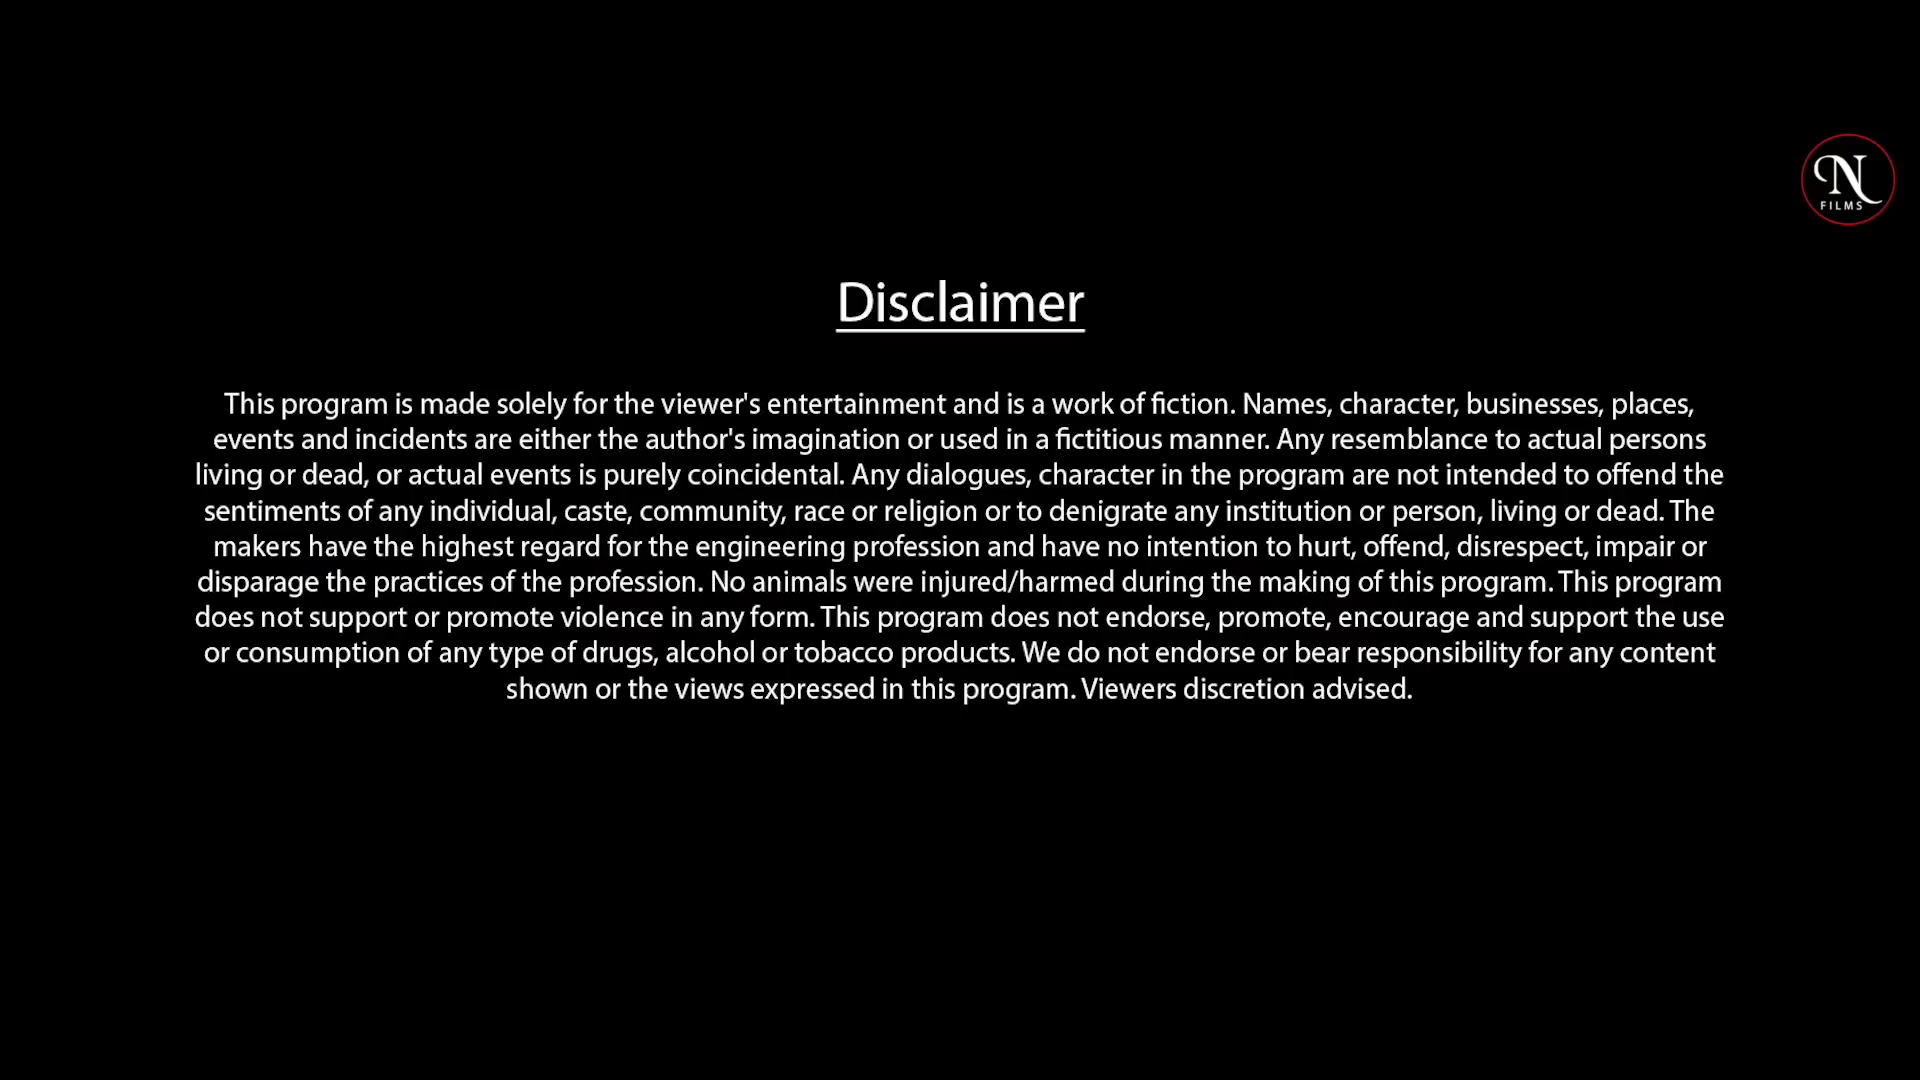 N
FILMS
Disclaimer
This program is made solely for the viewer's entertainment and is a work of fiction. Names, character, businesses, places,
events and incidents are either the author's imagination or used in a fictitious manner. Any resemblance to actual persons
living or dead, or actual events is purely coincidental. Any dialogues, character in the program are not intended to offend the
sentiments of any individual, caste, community, race or religion or to denigrate any institution or person, living or dead. The
makers have the highest regard for the engineering profession and have no intention to hurt, offend, disrespect, impair or
disparage the practices of the profession. No animals were injured/harmed during the making of this program. This program
does not support or promote violence in any form. This program does not endorse, promote, encourage and support the use
or consumption of any type of drugs, alcohol or tobacco products. We do not endorse or bear responsibility for any content
shown or the views expressed in this program. Viewers discretion advised.